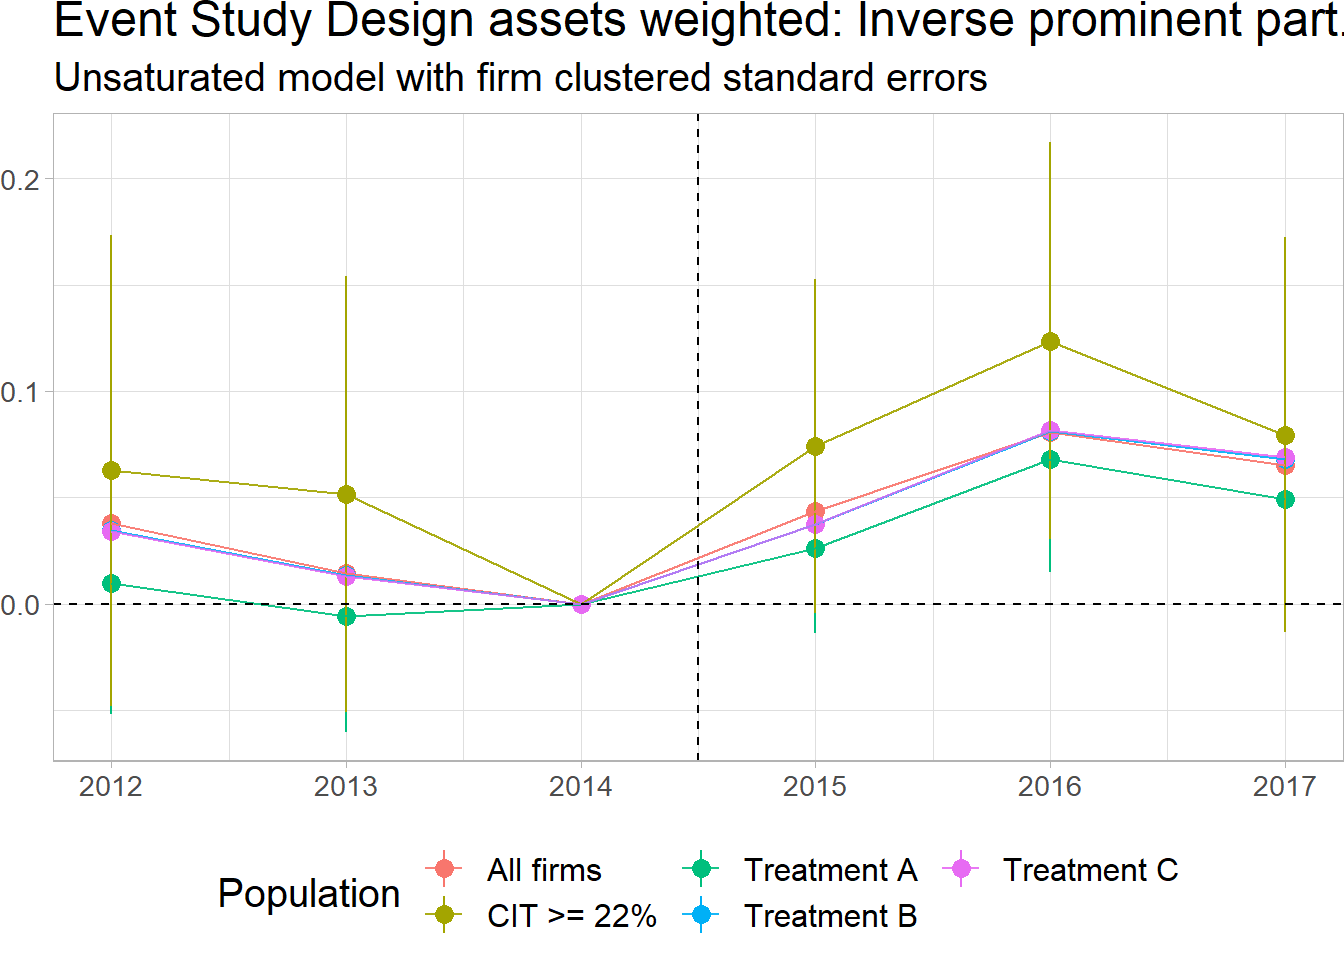 Event Study Design assets weighted: Inverse prominent part.
Unsaturated model with firm clustered standard errors
0.2
0.1
0.0
2012 2013 2014 2015 2016 2017
Population
All firms Treatment A Treatment C
CIT >= 22% Treatment B